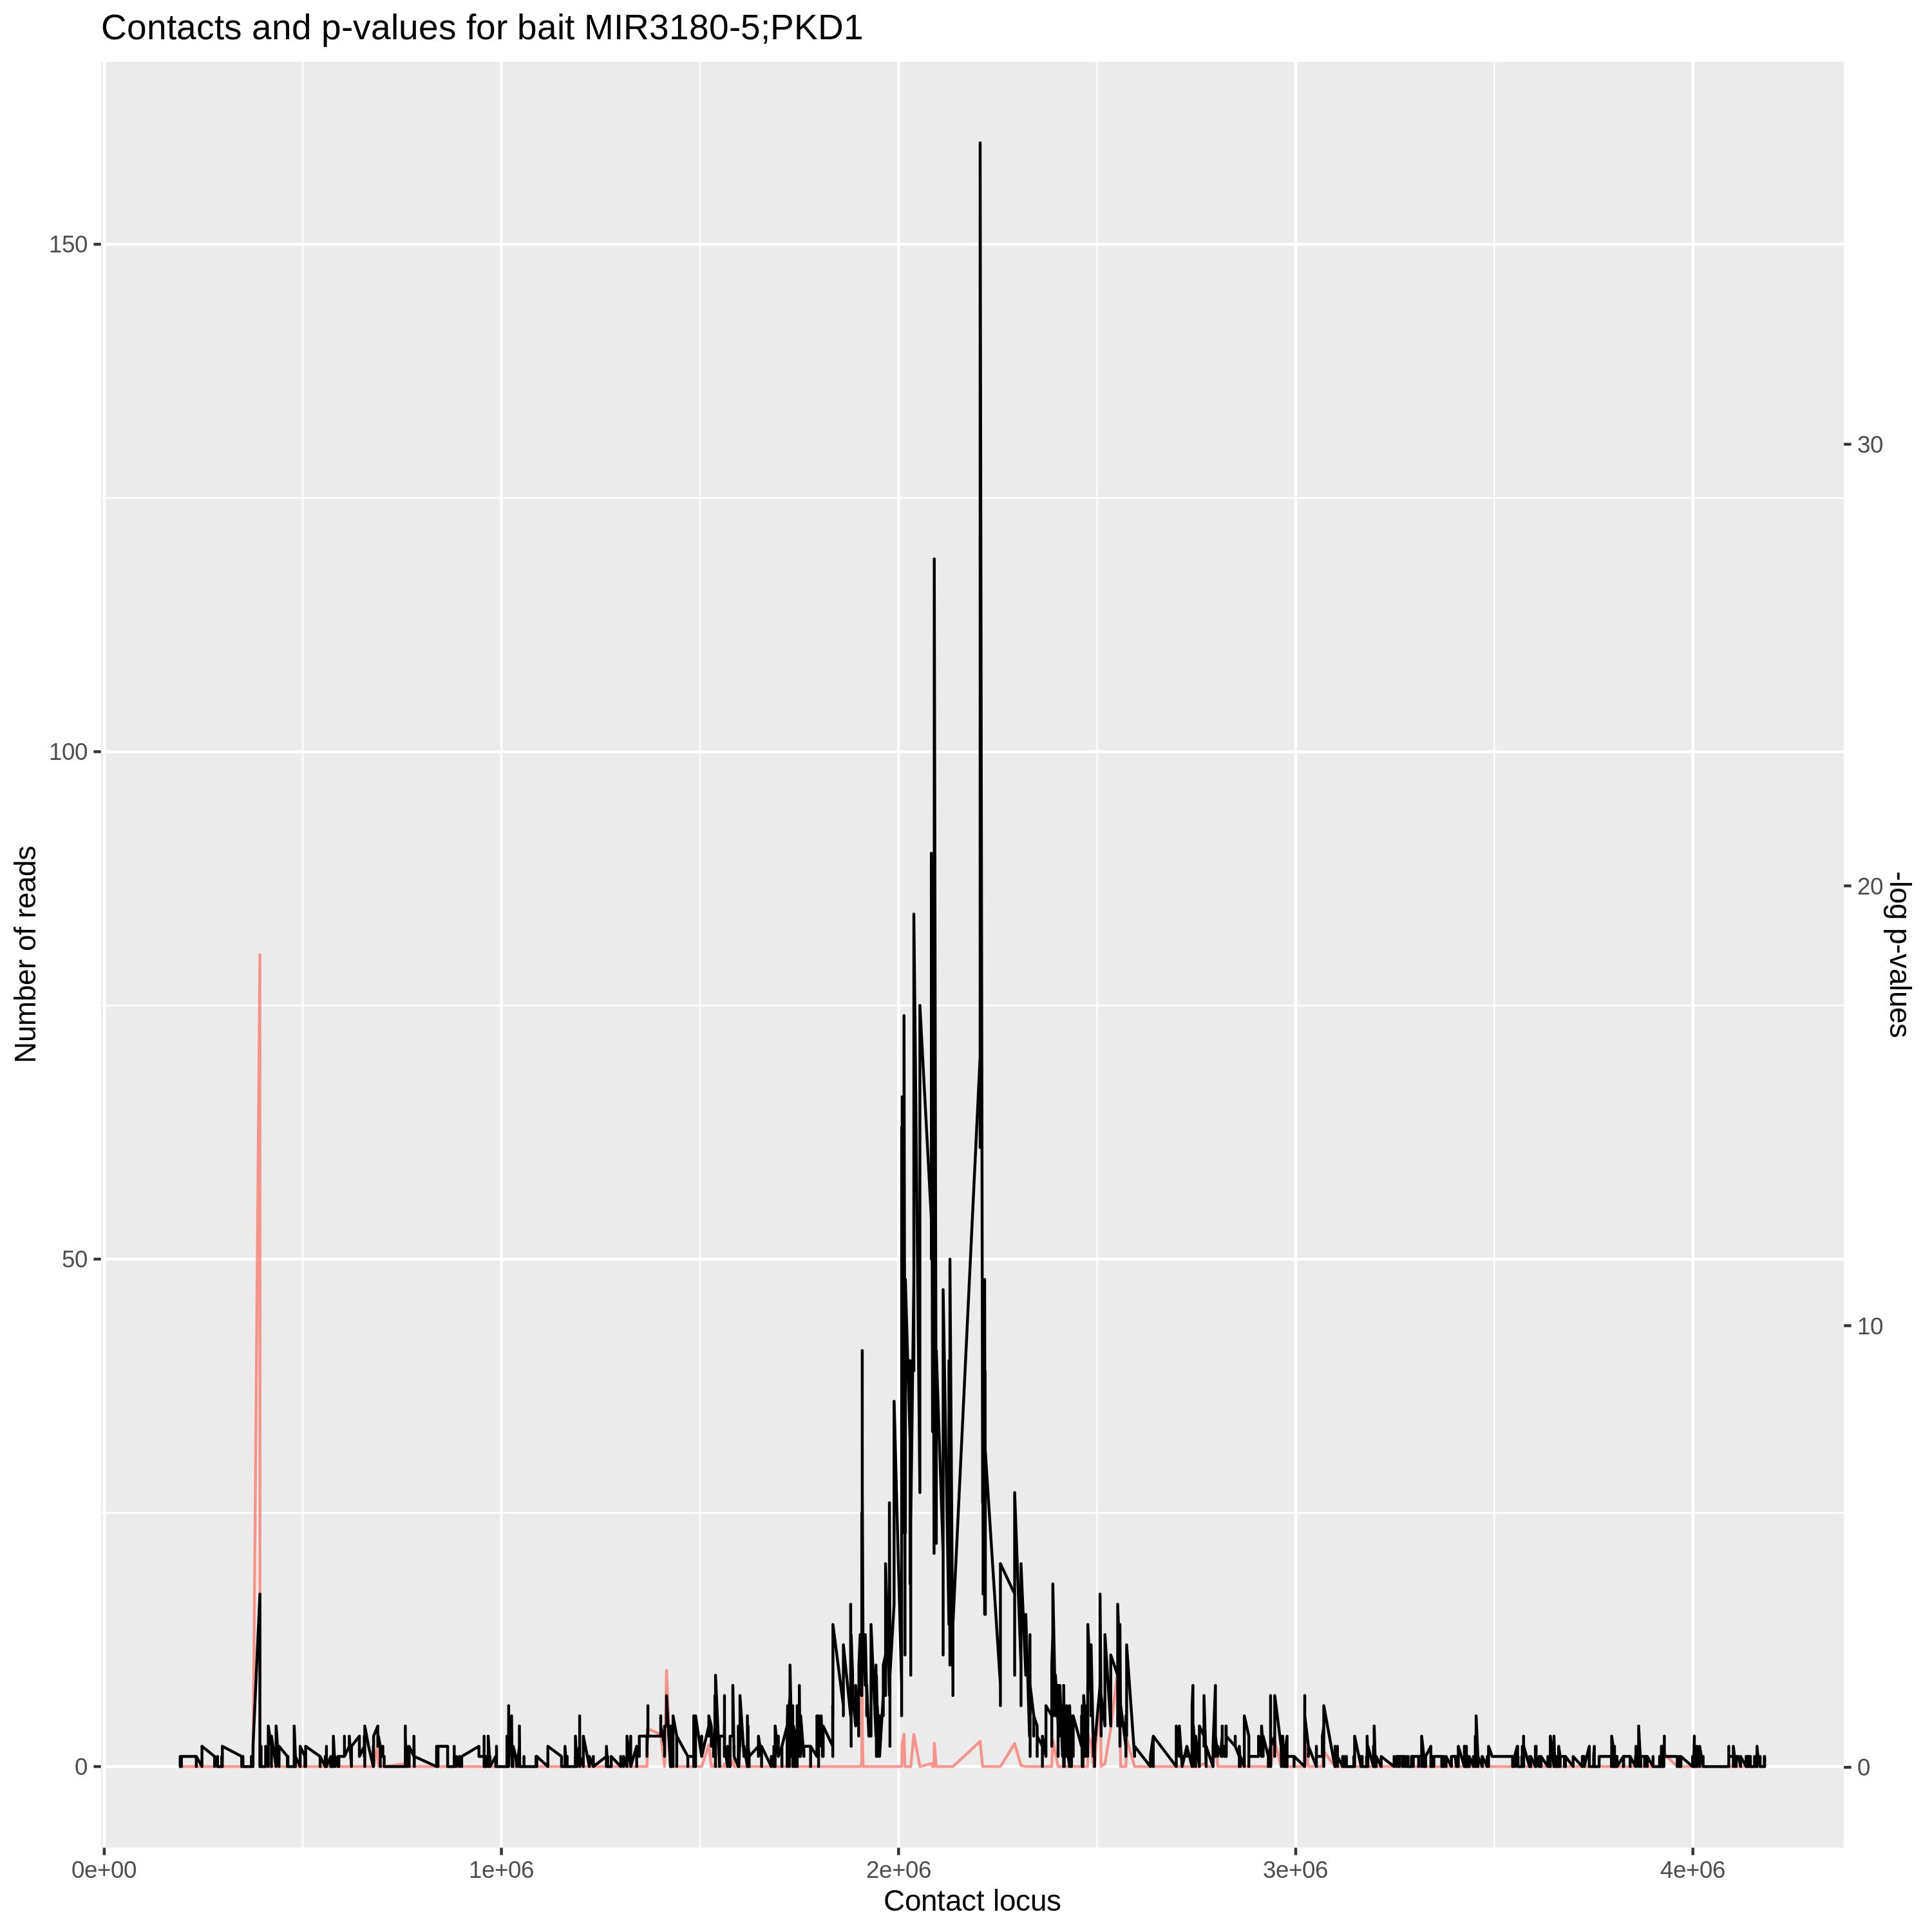 Contacts and p-values for bait MIR3180-5;PKD1
150
100
50
0
Number of reads
30
20
10
0
-log p-values
0e+00
1e+06
2e+06
3e+06
4e+06
Contact locus